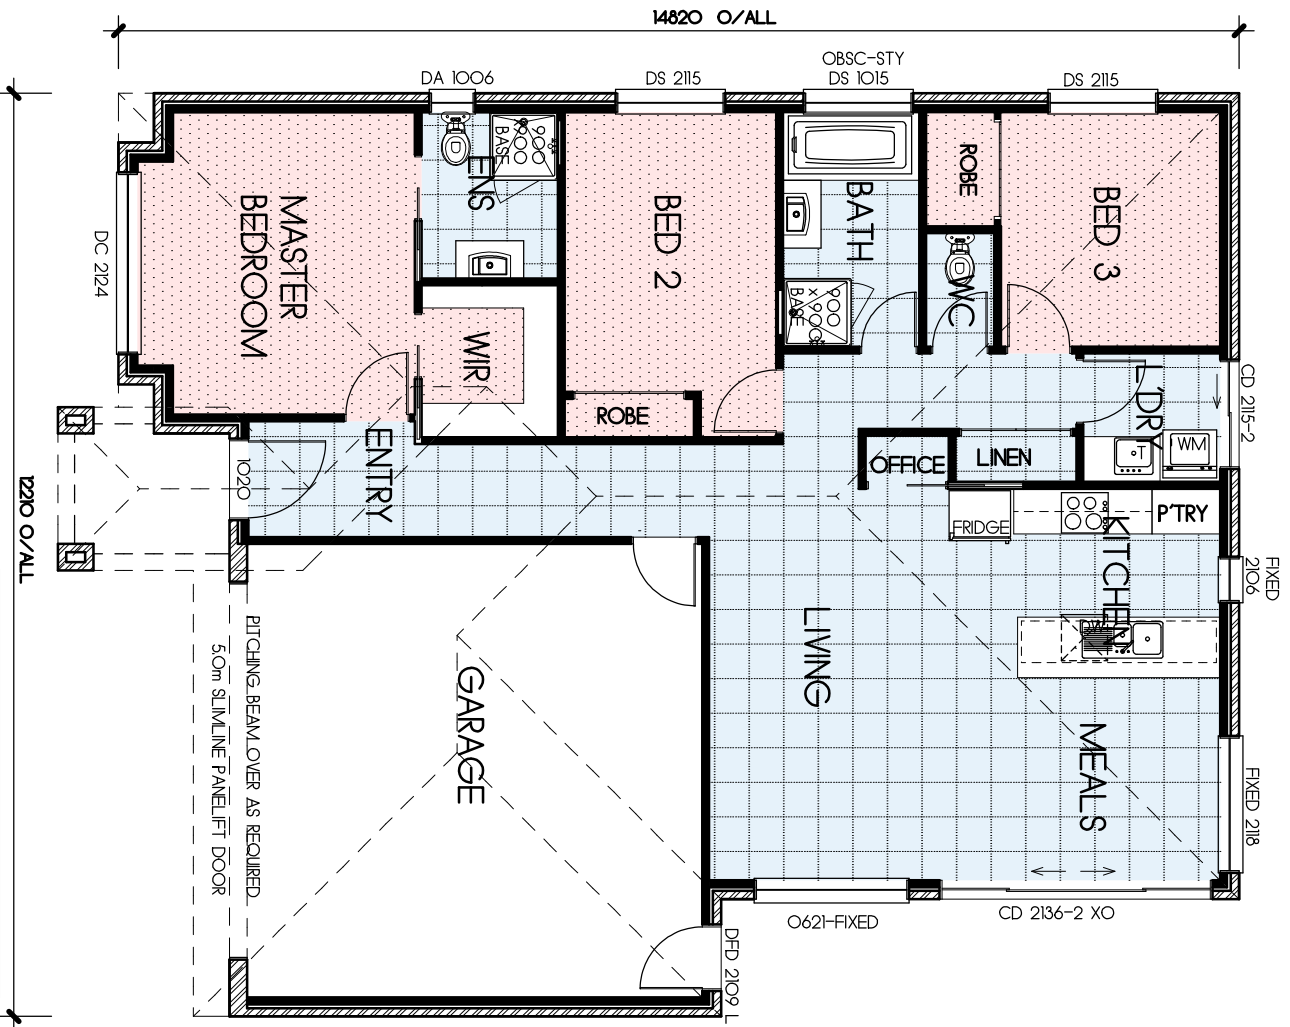 14820 O/ALL
OBSC-STY
DA 1006
DS 2115
DS 1015
DS 2115
BASE
ENS
ROBE
BATH
BED 3
MASTER
BEDROOM
BED 2
DC 2124
WC
BASE
WIR
L'DRY
CD 2115-2
ROBE
ENTRY
1020
OFFICE
LINEN
T
WM
12210 O/ALL
FRIDGE
P'TRY
KITCHEN
FIXED
2106
DW
LIVING
PITCHING BEAM OVER AS REQUIRED
5.0m SLIMLINE PANELIFT DOOR
GARAGE
MEALS
FIXED 2118
0621-FIXED
CD 2136-2 XO
DFD 2109 L